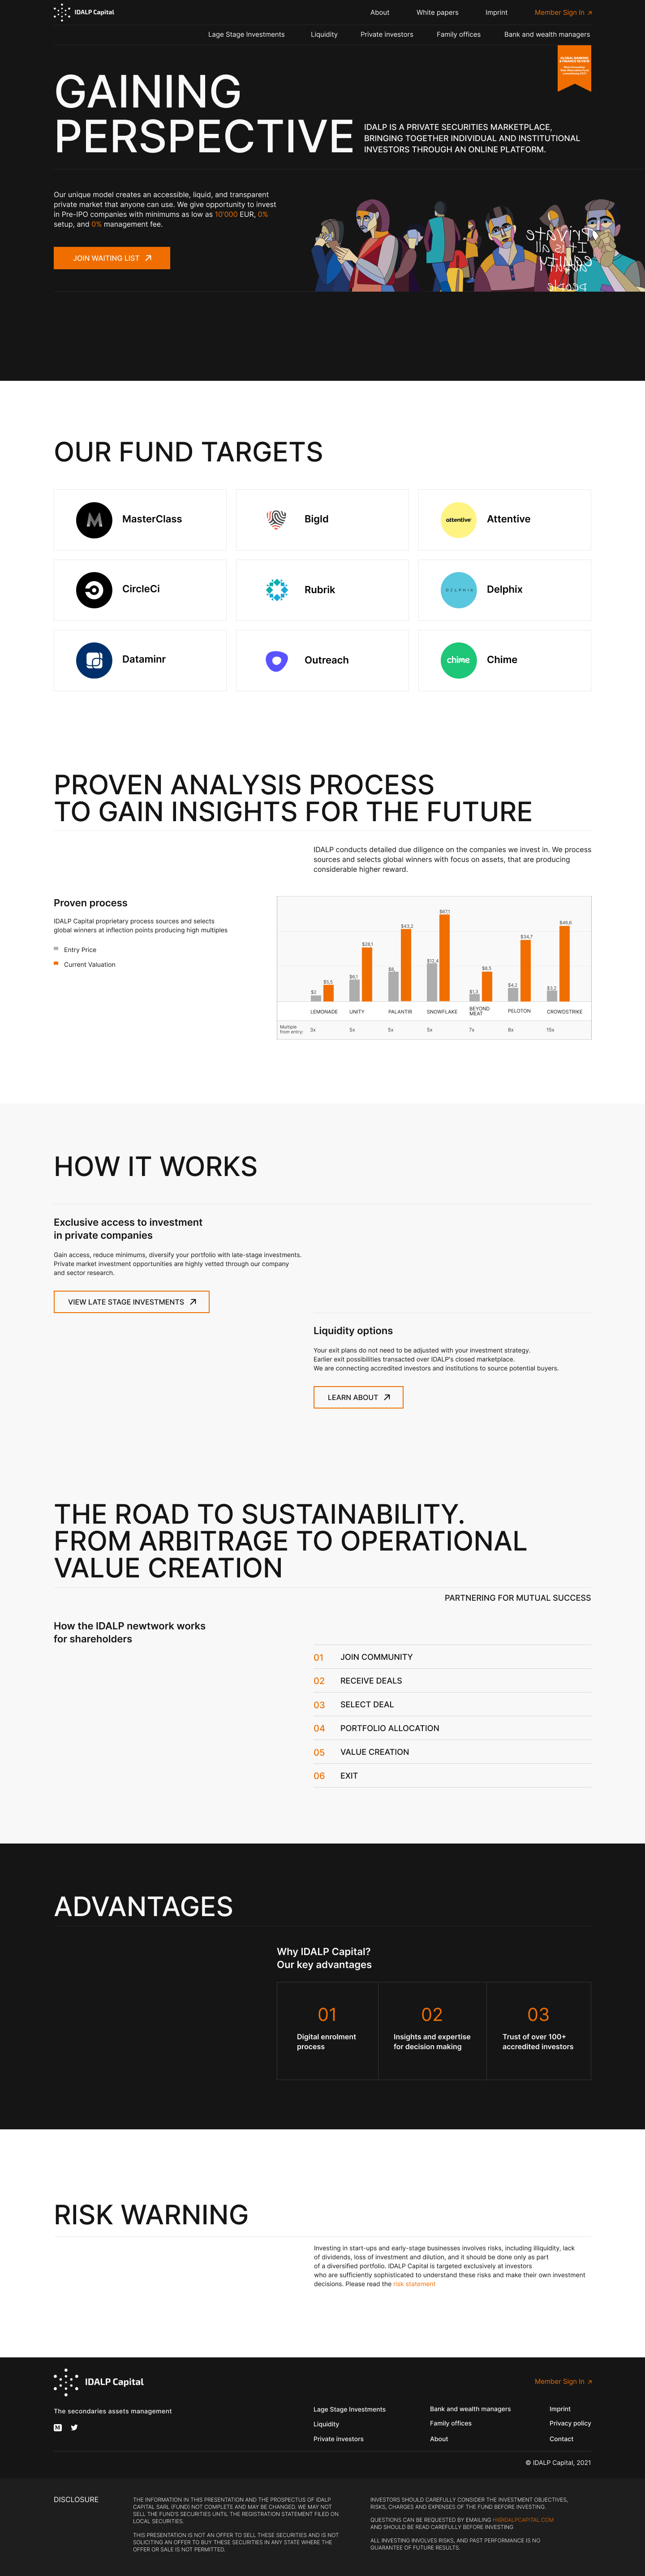 IDALP Capital
About
White papers
Imprint
Member Sign In
Lage Stage Investments
Liquidity
Private investors
Family offices
Bank and wealth managers
GLOBAL BANKING
& FINANCE REVIEW
GAINING
PERSPECTIVE
IDALP IS A PRIVATE SECURITIES MARKETPLACE,
BRINGING TOGETHER INDIVIDUAL AND INSTITUTIONAL
INVESTORS THROUGH AN ONLINE PLATFORM.
Our unique model creates an accessible, liquid, and transparent
private market that anyone can use. We give opportunity to invest
in Pre-IPO companies with minimums as low as 10'000 EUR, 0%
setup, and 0% management fee.
JOIN WAITING LIST
Private
It is all
equity
about
people
OUR FUND TARGETS
MasterClass
BigId
attentive
Attentive
CircleCi
Rubrik
DELPHIX
Delphix
Dataminr
Outreach
chime
Chime
PROVEN ANALYSIS PROCESS
TO GAIN INSIGHTS FOR THE FUTURE
IDALP conducts detailed due diligence on the companies we invest in. We process
sources and selects global winners with focus on assets, that are producing
considerable higher reward.
Proven process
IDALP Capital proprietary process sources and selects
global winners at inflection points producing high multiples
Entry Price
Current Valuation
$2 $5,5 $6,1 $28,1 $8, $43,2 $12,4 $67,1 $1,3 $8,5 $4,2 $34,7 $3,2 $46,6
LEMONADE UNITY PALANTIR SNOWFLAKE BEYOND MEAT PELOTON CROWDSTRIKE
Multiple
from entry:
3x 5x 5x 5x 7x 8x 15x
HOW IT WORKS
Exclusive access to investment
in private companies
Gain access, reduce minimums, diversify your portfolio with late-stage investments.
Private market investment opportunities are highly vetted through our company
and sector research.
VIEW LATE STAGE INVESTMENTS
Liquidity options
Your exit plans do not need to be adjusted with your investment strategy.
Earlier exit possibilities transacted over IDALP's closed marketplace.
We are connecting accredited investors and institutions to source potential buyers.
LEARN ABOUT
THE ROAD TO SUSTAINABILITY.
FROM ARBITRAGE TO OPERATIONAL
VALUE CREATION
PARTNERING FOR MUTUAL SUCCESS
How the IDALP newtwork works
for shareholders
01 JOIN COMMUNITY
02 RECEIVE DEALS
03 SELECT DEAL
04 PORTFOLIO ALLOCATION
05 VALUE CREATION
06 EXIT
ADVANTAGES
Why IDALP Capital?
Our key advantages
01
Digital enrolment
process
02
Insights and expertise
for decision making
03
Trust of over 100+
accredited investors
RISK WARNING
Investing in start-ups and early-stage businesses involves risks, including illiquidity, lack
of dividends, loss of investment and dilution, and it should be done only as part
of a diversified portfolio. IDALP Capital is targeted exclusively at investors
who are sufficiently sophisticated to understand these risks and make their own investment
decisions. Please read the risk statement
IDALP Capital
Member Sign In
The secondaries assets management
Lage Stage Investments
Liquidity
Private investors
Bank and wealth managers
Family offices
About
Imprint
Privacy policy
Contact
© IDALP Capital, 2021
DISCLOSURE
THE INFORMATION IN THIS PRESENTATION AND THE PROSPECTUS OF IDALP
CAPITAL SARL (FUND) NOT COMPLETE AND MAY BE CHANGED. WE MAY NOT
SELL THE FUND'S SECURITIES UNTIL THE REGISTRATION STATEMENT FILED ON
LOCAL SECURITIES.
THIS PRESENTATION IS NOT AN OFFER TO SELL THESE SECURITIES AND IS NOT
SOLICITING AN OFFER TO BUY THESE SECURITIES IN ANY STATE WHERE THE
OFFER OR SALE IS NOT PERMITTED.
INVESTORS SHOULD CAREFULLY CONSIDER THE INVESTMENT OBJECTIVES,
RISKS, CHARGES AND EXPENSES OF THE FUND BEFORE INVESTING.
QUESTIONS CAN BE REQUESTED BY EMAILING HI@IDALPCAPITAL.COM
AND SHOULD BE READ CAREFULLY BEFORE INVESTING
ALL INVESTING INVOLVES RISKS, AND PAST PERFORMANCE IS NO
GUARANTEE OF FUTURE RESULTS.